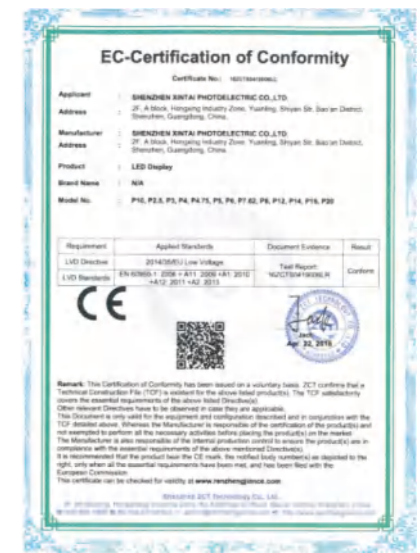 EC-Certification of Conformity
Certificate No.:
Applicant : SHENZHEN XINTAI PHOTOELECTRIC CO.,LTD
Address : 2F, A block, Hongxing Industry Zone, Yuanling, Shiyan Str, Bao'an District,
Shenzhen, Guangdong, China.
Manufacturer : SHENZHEN XINTAI PHOTOELECTRIC CO.,LTD
Address : 2F, A block, Hongxing Industry Zone, Yuanling, Shiyan Str, Bao'an District,
Shenzhen, Guangdong, China.
Product : LED Display
Brand Name : N/A
Model No. : P10, P2.5, P3, P4, P4.75, P5, P6, P7.62, P8, P12, P14, P16, P20
Requirement Applied Standards Document Evidence Result
LVD Directive 2014/35/EU Low Voltage Test Report: Conform
LVD Standards EN 60950-1: 2006 + A11: 2009 +A1: 2010
+A12: 2011 +A2: 2013
CE
Jack
Apr. 22, 2016
Remark: This Certification of Conformity has been issued on a voluntary basis. ZCT confirms that a
Technical Construction File (TCF) is existent for the above listed product(s). The TCF satisfactorily
covers the essential requirements of the above listed Directive(s).
Other relevant Directives have to be observed in case they are applicable.
This Document is only valid for the equipment and configuration described and in conjunction with the
TCF detailed above. Whereas the Manufacturer is responsible of the certification of the product(s) and
not exempted to perform all the necessary activities before placing the product(s) on the market.
The Manufacturer is also responsible of the internal production control to ensure the product(s) are in
compliance with the essential requirements of the above mentioned Directive(s).
It is recommended that the product bear the CE mark, the notified body number(s) as depicted to the
right, only when all the essential requirements have been met, and has been filed with the
European Commission.
This certificate can be checked for validity at www.renzhengjience.com
Shenzhen ZCT Technology Co., Ltd.